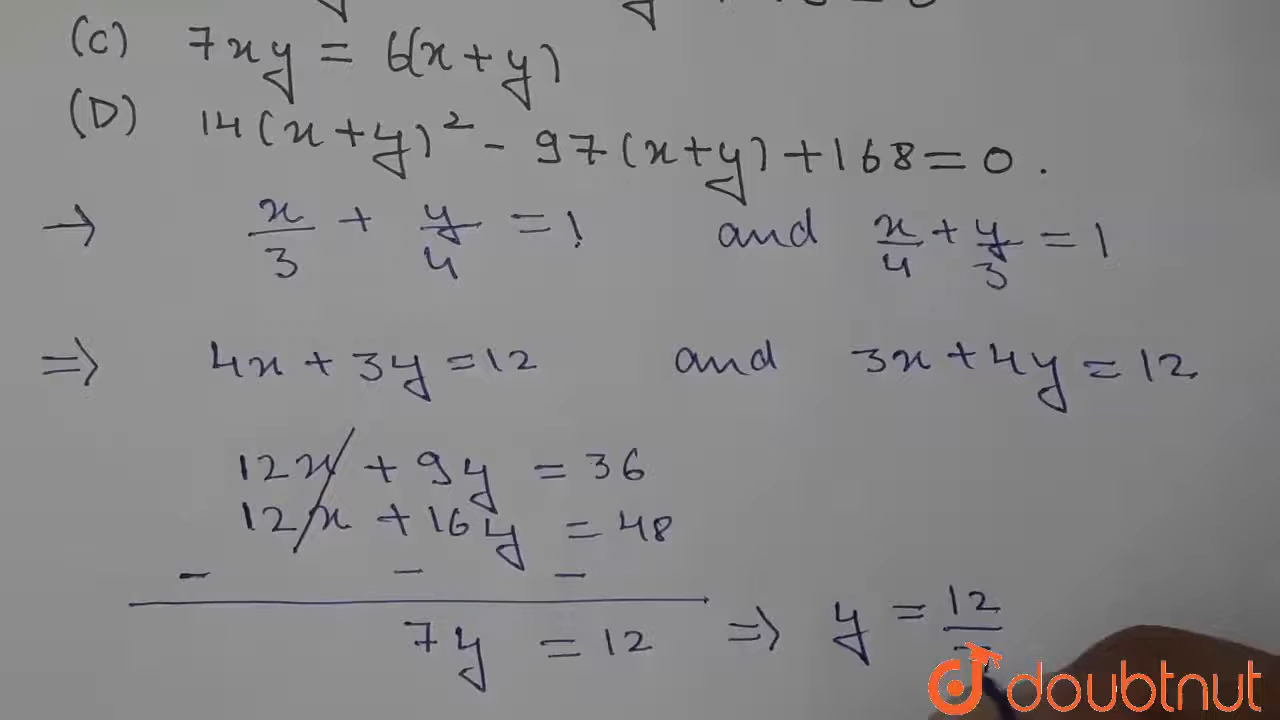 (C) 7xy = 6(x+y)
(D) 14(x+y)² - 97(x+y) + 168 = 0.
→ x/3 + y/4 = 1 and x/4 + y/3 = 1
⇒ 4x + 3y = 12 and 3x + 4y = 12
12x + 9y = 36
12x + 16y = 48
- - -
7y = 12 ⇒ y = 12/
doubtnut